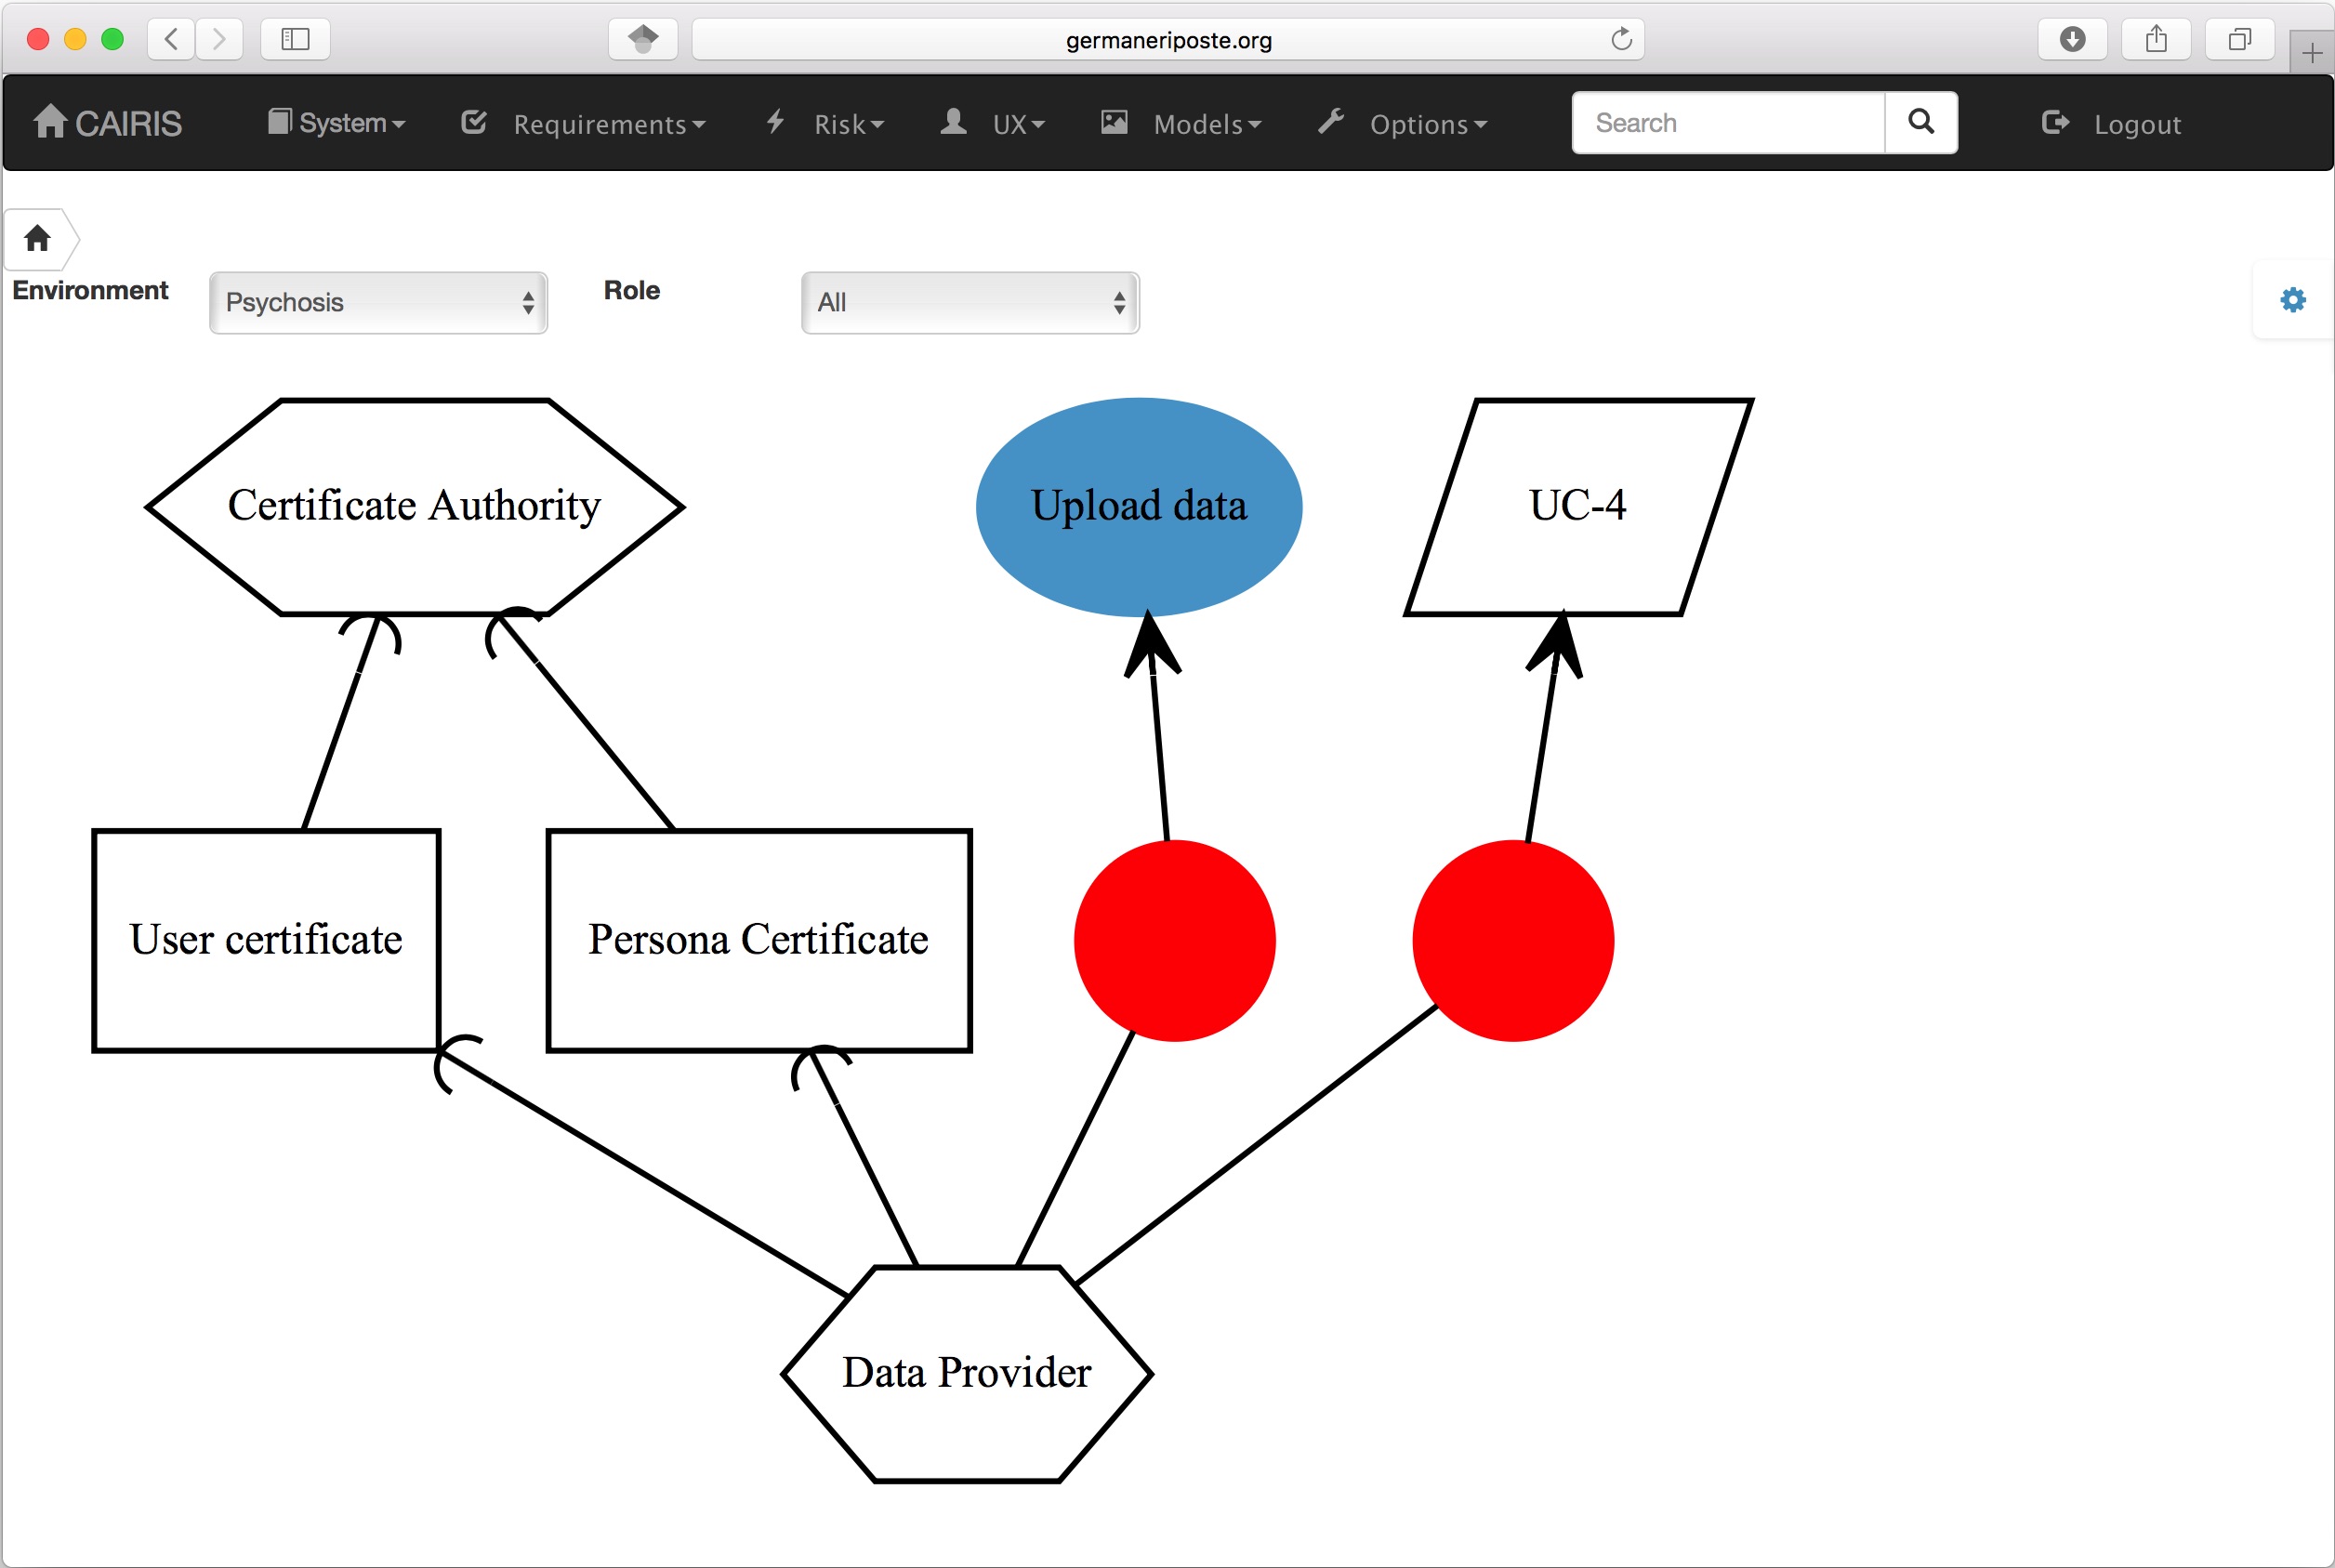 germaneriposte.org
CAIRIS System Requirements Risk UX Models Options Search Logout
Environment Psychosis Role All
Certificate Authority Upload data UC-4
User certificate Persona Certificate
Data Provider